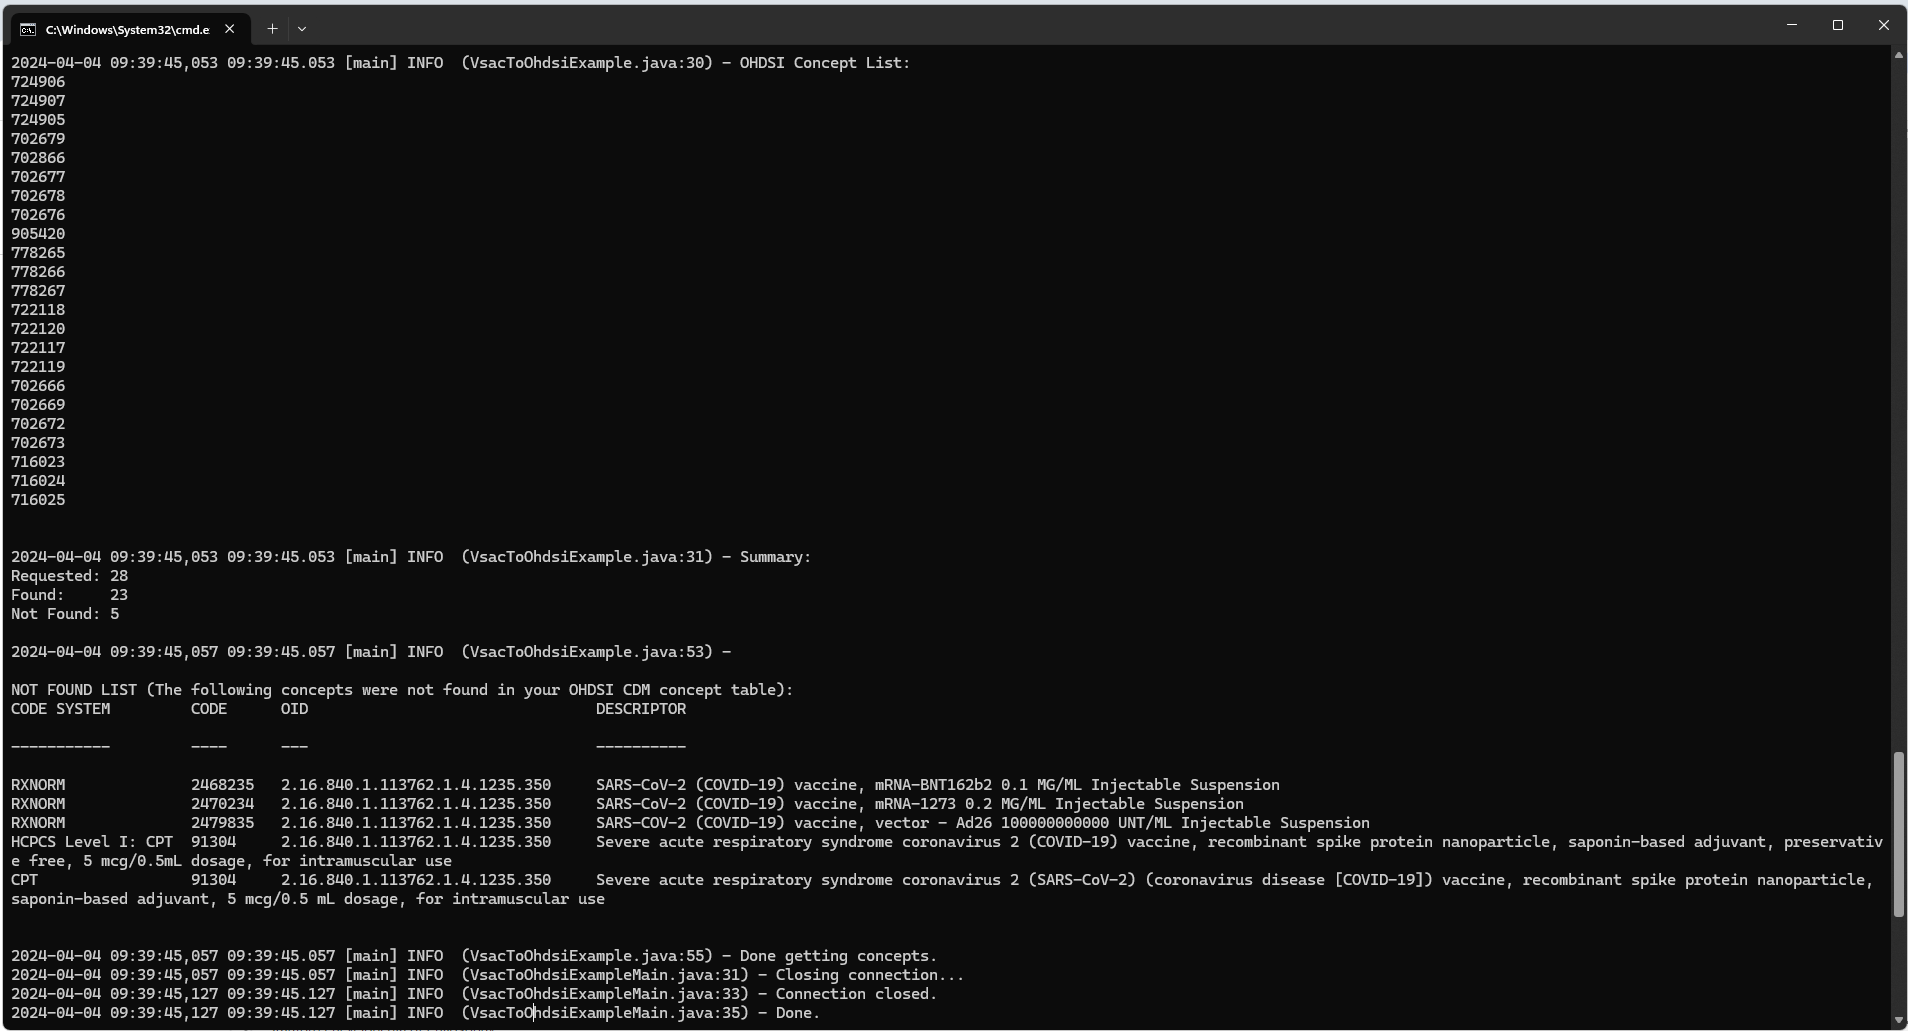 C:\Windows\System32\cmd.e
2024-04-04 09:39:45,053 09:39:45.053 [main] INFO  (VsacToOhdsiExample.java:30) - OHDSI Concept List:
724906
724907
724905
702679
702866
702677
702678
702676
905420
778265
778266
778267
722118
722120
722117
722119
702666
702669
702672
702673
716023
716024
716025
2024-04-04 09:39:45,053 09:39:45.053 [main] INFO  (VsacToOhdsiExample.java:31) - Summary:
Requested: 28
Found:     23
Not Found: 5
2024-04-04 09:39:45,057 09:39:45.057 [main] INFO  (VsacToOhdsiExample.java:53) -
NOT FOUND LIST (The following concepts were not found in your OHDSI CDM concept table):
CODE SYSTEM         CODE      OID                                DESCRIPTOR
-----------         ----      ---                                ----------
RXNORM              2468235   2.16.840.1.113762.1.4.1235.350     SARS-CoV-2 (COVID-19) vaccine, mRNA-BNT162b2 0.1 MG/ML Injectable Suspension
RXNORM              2470234   2.16.840.1.113762.1.4.1235.350     SARS-CoV-2 (COVID-19) vaccine, mRNA-1273 0.2 MG/ML Injectable Suspension
RXNORM              2479835   2.16.840.1.113762.1.4.1235.350     SARS-COV-2 (COVID-19) vaccine, vector - Ad26 100000000000 UNT/ML Injectable Suspension
HCPCS Level I: CPT  91304     2.16.840.1.113762.1.4.1235.350     Severe acute respiratory syndrome coronavirus 2 (COVID-19) vaccine, recombinant spike protein nanoparticle, saponin-based adjuvant, preservativ
e free, 5 mcg/0.5mL dosage, for intramuscular use
CPT                 91304     2.16.840.1.113762.1.4.1235.350     Severe acute respiratory syndrome coronavirus 2 (SARS-CoV-2) (coronavirus disease [COVID-19]) vaccine, recombinant spike protein nanoparticle,
saponin-based adjuvant, 5 mcg/0.5 mL dosage, for intramuscular use
2024-04-04 09:39:45,057 09:39:45.057 [main] INFO  (VsacToOhdsiExample.java:55) - Done getting concepts.
2024-04-04 09:39:45,057 09:39:45.057 [main] INFO  (VsacToOhdsiExampleMain.java:31) - Closing connection...
2024-04-04 09:39:45,127 09:39:45.127 [main] INFO  (VsacToOhdsiExampleMain.java:33) - Connection closed.
2024-04-04 09:39:45,127 09:39:45.127 [main] INFO  (VsacToOhdsiExampleMain.java:35) - Done.